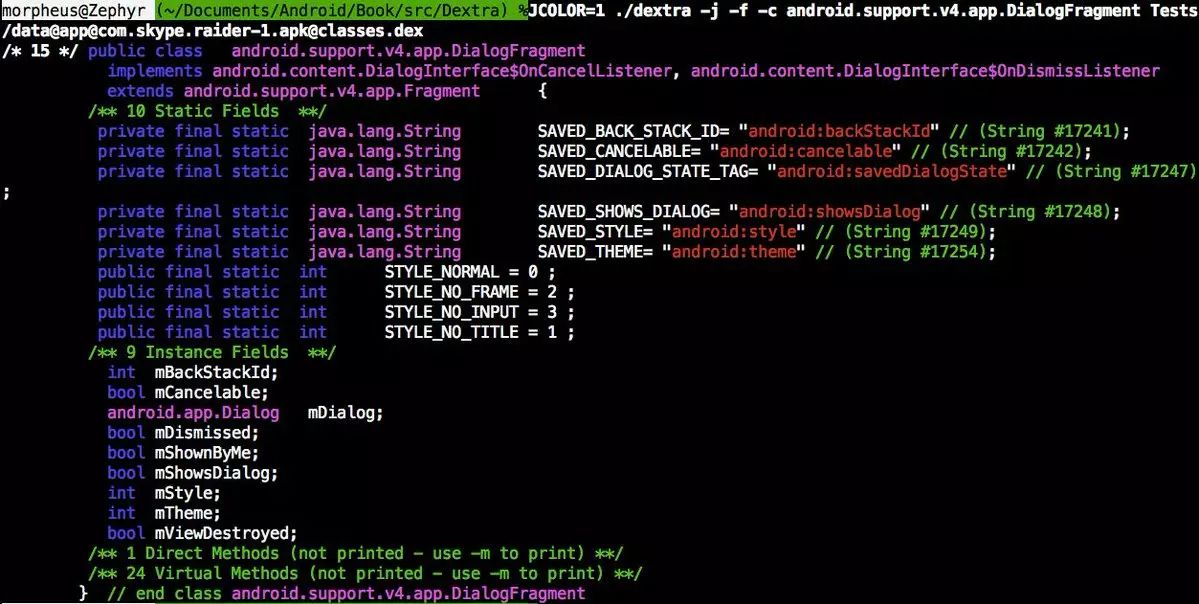 morpheus@Zephyr (~/Documents/Android/Book/src/Dextra) %JCOLOR=1 ./dextra -j -f -c android.support.v4.app.DialogFragment Tests
/data@app@com.skype.raider-1.apk@classes.dex
/* 15 */ public class   android.support.v4.app.DialogFragment
           implements android.content.DialogInterface$OnCancelListener, android.content.DialogInterface$OnDismissListener
           extends android.support.v4.app.Fragment      {
         /** 10 Static Fields  **/
          private final static  java.lang.String        SAVED_BACK_STACK_ID= "android:backStackId" // (String #17241);
          private final static  java.lang.String        SAVED_CANCELABLE= "android:cancelable" // (String #17242);
          private final static  java.lang.String        SAVED_DIALOG_STATE_TAG= "android:savedDialogState" // (String #17247)
;
          private final static  java.lang.String        SAVED_SHOWS_DIALOG= "android:showsDialog" // (String #17248);
          private final static  java.lang.String        SAVED_STYLE= "android:style" // (String #17249);
          private final static  java.lang.String        SAVED_THEME= "android:theme" // (String #17254);
          public final static  int      STYLE_NORMAL = 0 ;
          public final static  int      STYLE_NO_FRAME = 2 ;
          public final static  int      STYLE_NO_INPUT = 3 ;
          public final static  int      STYLE_NO_TITLE = 1 ;
         /** 9 Instance Fields  **/
           int  mBackStackId;
           bool mCancelable;
           android.app.Dialog   mDialog;
           bool mDismissed;
           bool mShownByMe;
           bool mShowsDialog;
           int  mStyle;
           int  mTheme;
           bool mViewDestroyed;
         /** 1 Direct Methods (not printed - use -m to print) **/
         /** 24 Virtual Methods (not printed - use -m to print) **/
        }  // end class android.support.v4.app.DialogFragment